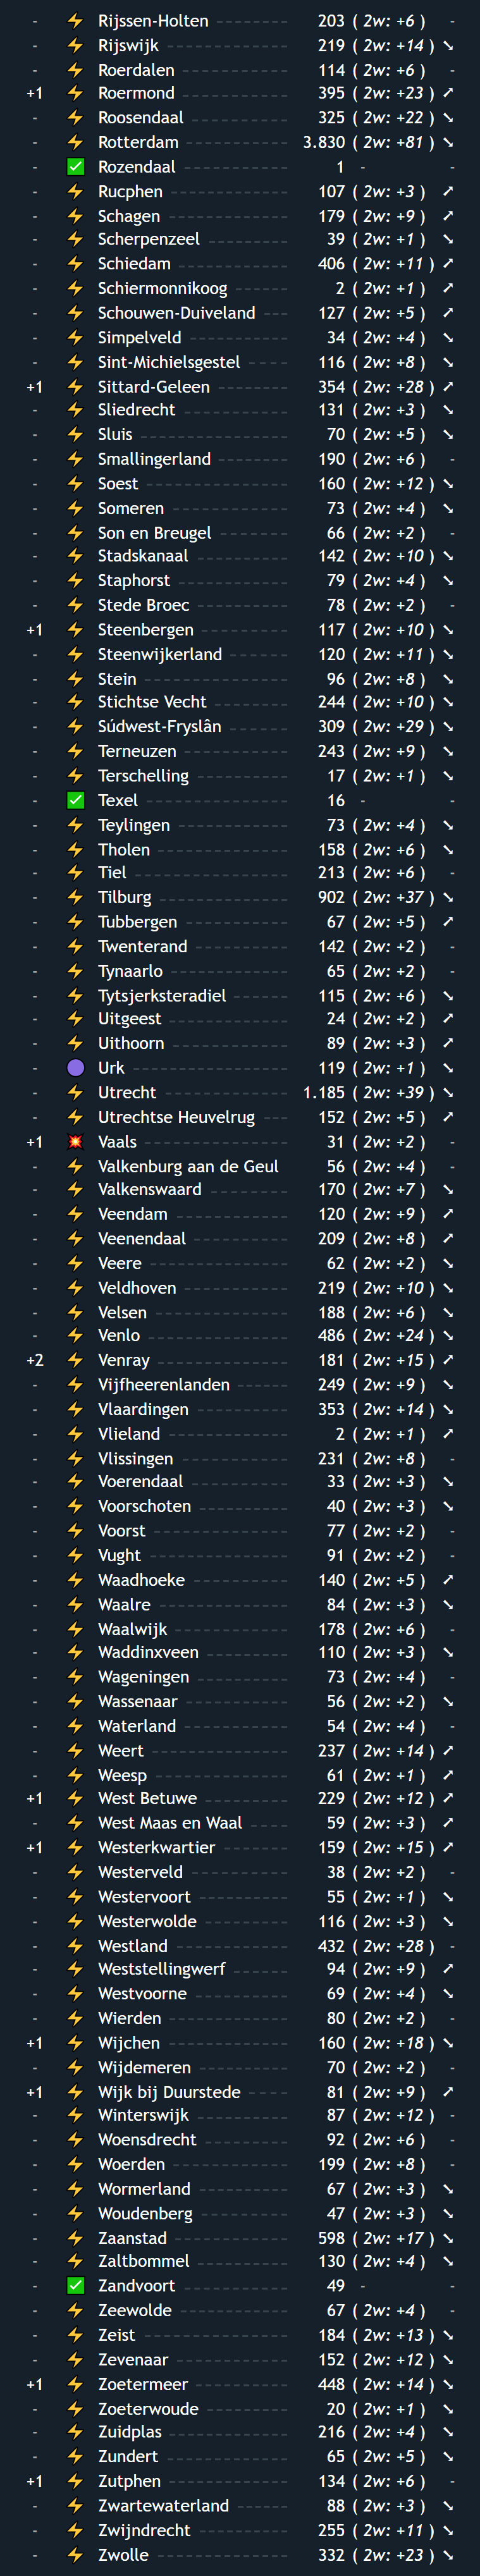 - ⚡ Rijssen-Holten 203 ( 2w: +6 ) -
- ⚡ Rijswijk 219 ( 2w: +14 ) ➘
- ⚡ Roerdalen 114 ( 2w: +6 ) -
+1 ⚡ Roermond 395 ( 2w: +23 ) ➚
- ⚡ Roosendaal 325 ( 2w: +22 ) ➘
- ⚡ Rotterdam 3.830 ( 2w: +81 ) ➘
- ✅ Rozendaal 1 - -
- ⚡ Rucphen 107 ( 2w: +3 ) ➚
- ⚡ Schagen 179 ( 2w: +9 ) ➚
- ⚡ Scherpenzeel 39 ( 2w: +1 ) ➘
- ⚡ Schiedam 406 ( 2w: +11 ) ➚
- ⚡ Schiermonnikoog 2 ( 2w: +1 ) ➚
- ⚡ Schouwen-Duiveland 127 ( 2w: +5 ) ➚
- ⚡ Simpelveld 34 ( 2w: +4 ) ➘
- ⚡ Sint-Michielsgestel 116 ( 2w: +8 ) ➘
+1 ⚡ Sittard-Geleen 354 ( 2w: +28 ) ➚
- ⚡ Sliedrecht 131 ( 2w: +3 ) ➘
- ⚡ Sluis 70 ( 2w: +5 ) ➘
- ⚡ Smallingerland 190 ( 2w: +6 ) -
- ⚡ Soest 160 ( 2w: +12 ) ➘
- ⚡ Someren 73 ( 2w: +4 ) ➘
- ⚡ Son en Breugel 66 ( 2w: +2 ) -
- ⚡ Stadskanaal 142 ( 2w: +10 ) ➘
- ⚡ Staphorst 79 ( 2w: +4 ) ➘
- ⚡ Stede Broec 78 ( 2w: +2 ) -
+1 ⚡ Steenbergen 117 ( 2w: +10 ) ➘
- ⚡ Steenwijkerland 120 ( 2w: +11 ) ➘
- ⚡ Stein 96 ( 2w: +8 ) ➘
- ⚡ Stichtse Vecht 244 ( 2w: +10 ) ➘
- ⚡ Súdwest-Fryslân 309 ( 2w: +29 ) ➘
- ⚡ Terneuzen 243 ( 2w: +9 ) ➘
- ⚡ Terschelling 17 ( 2w: +1 ) ➘
- ✅ Texel 16 - -
- ⚡ Teylingen 73 ( 2w: +4 ) ➘
- ⚡ Tholen 158 ( 2w: +6 ) ➘
- ⚡ Tiel 213 ( 2w: +6 ) -
- ⚡ Tilburg 902 ( 2w: +37 ) ➘
- ⚡ Tubbergen 67 ( 2w: +5 ) ➚
- ⚡ Twenterand 142 ( 2w: +2 ) -
- ⚡ Tynaarlo 65 ( 2w: +2 ) -
- ⚡ Tytsjerksteradiel 115 ( 2w: +6 ) ➘
- ⚡ Uitgeest 24 ( 2w: +2 ) ➚
- ⚡ Uithoorn 89 ( 2w: +3 ) ➚
- 🟣 Urk 119 ( 2w: +1 ) ➘
- ⚡ Utrecht 1.185 ( 2w: +39 ) ➘
- ⚡ Utrechtse Heuvelrug 152 ( 2w: +5 ) ➚
+1 💥 Vaals 31 ( 2w: +2 ) -
- ⚡ Valkenburg aan de Geul 56 ( 2w: +4 ) -
- ⚡ Valkenswaard 170 ( 2w: +7 ) ➘
- ⚡ Veendam 120 ( 2w: +9 ) ➚
- ⚡ Veenendaal 209 ( 2w: +8 ) ➚
- ⚡ Veere 62 ( 2w: +2 ) ➘
- ⚡ Veldhoven 219 ( 2w: +10 ) ➘
- ⚡ Velsen 188 ( 2w: +6 ) ➘
- ⚡ Venlo 486 ( 2w: +24 ) ➘
+2 ⚡ Venray 181 ( 2w: +15 ) ➚
- ⚡ Vijfheerenlanden 249 ( 2w: +9 ) ➘
- ⚡ Vlaardingen 353 ( 2w: +14 ) ➘
- ⚡ Vlieland 2 ( 2w: +1 ) ➚
- ⚡ Vlissingen 231 ( 2w: +8 ) -
- ⚡ Voerendaal 33 ( 2w: +3 ) ➘
- ⚡ Voorschoten 40 ( 2w: +3 ) ➘
- ⚡ Voorst 77 ( 2w: +2 ) -
- ⚡ Vught 91 ( 2w: +2 ) -
- ⚡ Waadhoeke 140 ( 2w: +5 ) ➚
- ⚡ Waalre 84 ( 2w: +3 ) ➘
- ⚡ Waalwijk 178 ( 2w: +6 ) -
- ⚡ Waddinxveen 110 ( 2w: +3 ) ➘
- ⚡ Wageningen 73 ( 2w: +4 ) -
- ⚡ Wassenaar 56 ( 2w: +2 ) ➘
- ⚡ Waterland 54 ( 2w: +4 ) -
- ⚡ Weert 237 ( 2w: +14 ) ➚
- ⚡ Weesp 61 ( 2w: +1 ) ➚
+1 ⚡ West Betuwe 229 ( 2w: +12 ) ➚
- ⚡ West Maas en Waal 59 ( 2w: +3 ) ➚
+1 ⚡ Westerkwartier 159 ( 2w: +15 ) ➚
- ⚡ Westerveld 38 ( 2w: +2 ) -
- ⚡ Westervoort 55 ( 2w: +1 ) ➘
- ⚡ Westerwolde 116 ( 2w: +3 ) ➘
- ⚡ Westland 432 ( 2w: +28 ) -
- ⚡ Weststellingwerf 94 ( 2w: +9 ) ➚
- ⚡ Westvoorne 69 ( 2w: +4 ) ➘
- ⚡ Wierden 80 ( 2w: +2 ) -
+1 ⚡ Wijchen 160 ( 2w: +18 ) ➘
- ⚡ Wijdemeren 70 ( 2w: +2 ) -
+1 ⚡ Wijk bij Duurstede 81 ( 2w: +9 ) ➚
- ⚡ Winterswijk 87 ( 2w: +12 ) -
- ⚡ Woensdrecht 92 ( 2w: +6 ) -
- ⚡ Woerden 199 ( 2w: +8 ) -
- ⚡ Wormerland 67 ( 2w: +3 ) ➘
- ⚡ Woudenberg 47 ( 2w: +3 ) ➘
- ⚡ Zaanstad 598 ( 2w: +17 ) ➘
- ⚡ Zaltbommel 130 ( 2w: +4 ) ➘
- ✅ Zandvoort 49 - -
- ⚡ Zeewolde 67 ( 2w: +4 ) -
- ⚡ Zeist 184 ( 2w: +13 ) ➘
- ⚡ Zevenaar 152 ( 2w: +12 ) ➘
+1 ⚡ Zoetermeer 448 ( 2w: +14 ) ➘
- ⚡ Zoeterwoude 20 ( 2w: +1 ) ➘
- ⚡ Zuidplas 216 ( 2w: +4 ) ➘
- ⚡ Zundert 65 ( 2w: +5 ) ➘
+1 ⚡ Zutphen 134 ( 2w: +6 ) -
- ⚡ Zwartewaterland 88 ( 2w: +3 ) ➘
- ⚡ Zwijndrecht 255 ( 2w: +11 ) ➘
- ⚡ Zwolle 332 ( 2w: +23 ) ➘